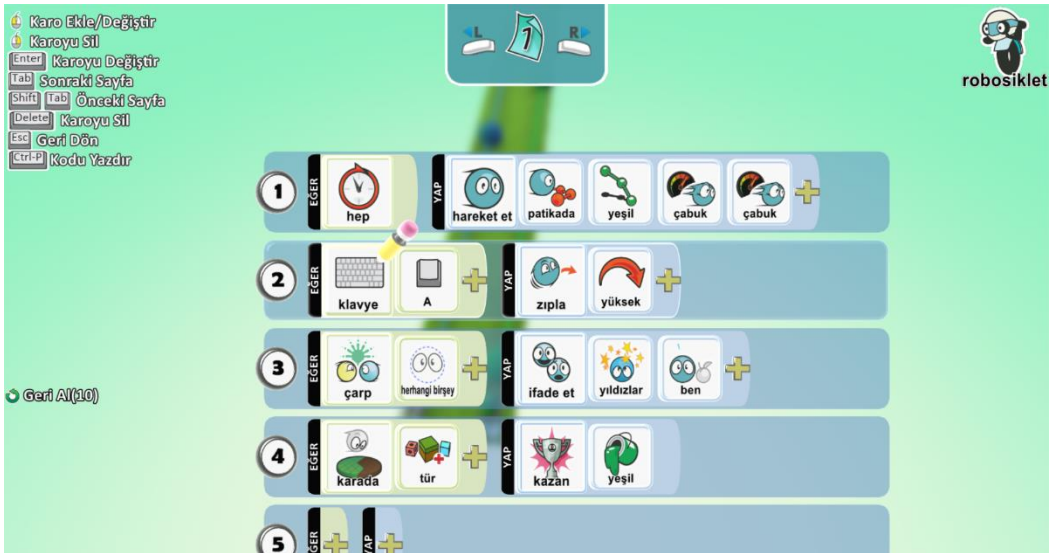 Karo Ekle/Değiştir
Karoyu Sil
Enter Karoyu Değiştir
Tab Sonraki Sayfa
Shift Tab Önceki Sayfa
Delete Karoyu Sil
Esc Geri Dön
Ctrl-P Kodu Yazdır
L 1 R
robosiklet
1 EĞER hep YAP hareket et patikada yeşil çabuk çabuk
2 EĞER klavye A YAP zıpla yüksek
3 EĞER çarp herhangi birşey YAP ifade et yıldızlar ben
Geri Al(10)
4 EĞER karada tür YAP kazan yeşil
5 EĞER YAP